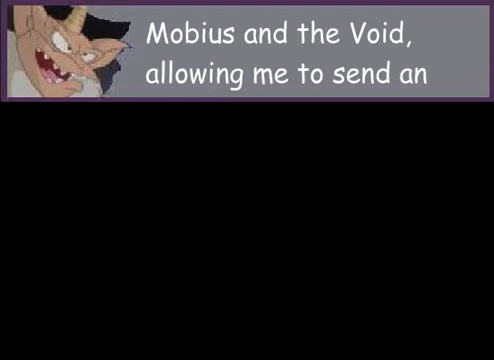 Mobius and the Void,
allowing me to send an